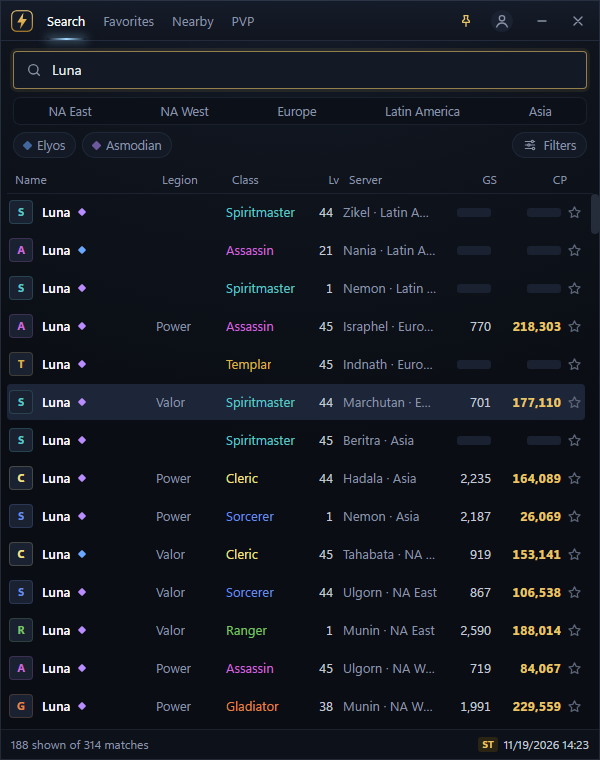 Search Favorites Nearby PVP
Luna
NA East NA West Europe Latin America Asia
Elyos Asmodian Filters
Name Legion Class Lv Server GS CP
S Luna Spiritmaster 44 Zikel · Latin A...
A Luna Assassin 21 Nania · Latin A...
S Luna Spiritmaster 1 Nemon · Latin ...
A Luna Power Assassin 45 Israphel · Euro... 770 218,303
T Luna Templar 45 Indnath · Euro...
S Luna Valor Spiritmaster 44 Marchutan · E... 701 177,110
S Luna Spiritmaster 45 Beritra · Asia
C Luna Power Cleric 44 Hadala · Asia 2,235 164,089
S Luna Power Sorcerer 1 Nemon · Asia 2,187 26,069
C Luna Valor Cleric 45 Tahabata · NA ... 919 153,141
S Luna Valor Sorcerer 44 Ulgorn · NA East 867 106,538
R Luna Valor Ranger 1 Munin · NA East 2,590 188,014
A Luna Power Assassin 45 Ulgorn · NA W... 719 84,067
G Luna Power Gladiator 38 Munin · NA W... 1,991 229,559
188 shown of 314 matches ST 11/19/2026 14:23